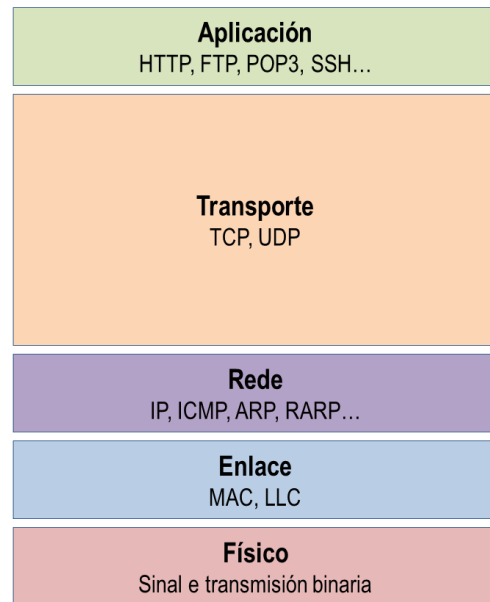 Aplicación
HTTP, FTP, POP3, SSH…
Transporte
TCP, UDP
Rede
IP, ICMP, ARP, RARP…
Enlace
MAC, LLC
Físico
Sinal e transmisión binaria